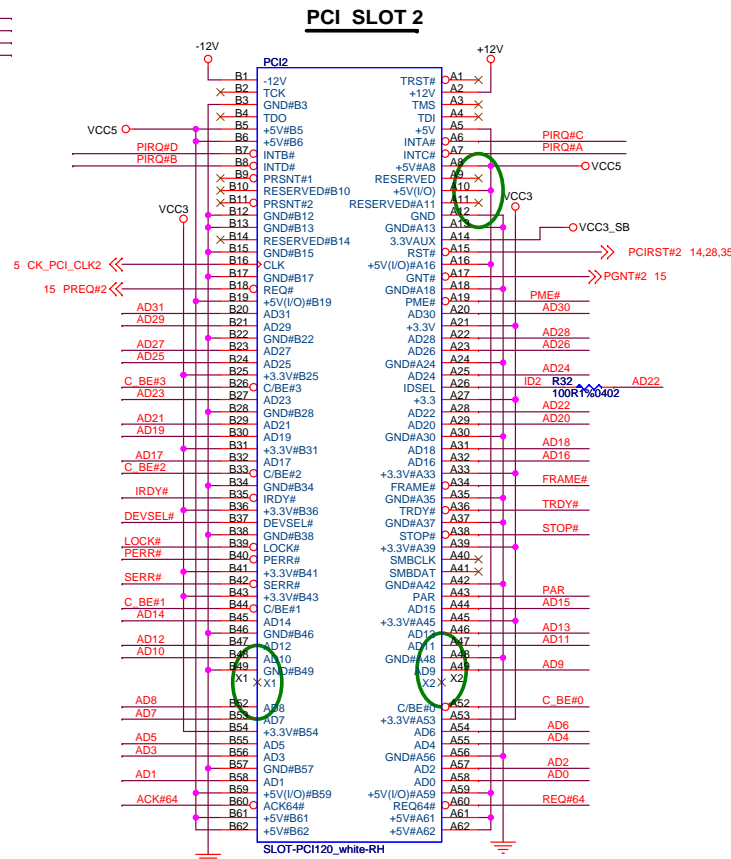 PCI SLOT 2
-12V +12V
PCI2
B1 -12V TRST# A1
B2 TCK +12V A2
B3 GND#B3 TMS A3
B4 TDO TDI A4
VCC5 B5 +5V#B5 +5V A5
B6 +5V#B6 INTA# A6 PIRQ#C
PIRQ#D B7 INTB# INTC# A7 PIRQ#A
PIRQ#B B8 INTD# +5V#A8 A8 VCC5
B9 PRSNT#1 RESERVED A9
B10 RESERVED#B10 +5V(I/O) A10
B11 PRSNT#2 RESERVED#A11 A11 VCC3
VCC3 B12 GND#B12 GND A12
B13 GND#B13 GND#A13 A13
B14 RESERVED#B14 3.3VAUX A14 VCC3_SB
B15 GND#B15 RST# A15 PCIRST#2 14,28,35
5 CK_PCI_CLK2 B16 CLK +5V(I/O)#A16 A16
B17 GND#B17 GNT# A17 PGNT#2 15
15 PREQ#2 B18 REQ# GND#A18 A18
B19 +5V(I/O)#B19 PME# A19 PME#
AD31 B20 AD31 AD30 A20 AD30
AD29 B21 AD29 +3.3V A21
B22 GND#B22 AD28 A22 AD28
AD27 B23 AD27 AD26 A23 AD26
AD25 B24 AD25 GND#A24 A24
B25 +3.3V#B25 AD24 A25 AD24
C_BE#3 B26 C/BE#3 IDSEL A26 ID2 R32 AD22
100R1%0402
AD23 B27 AD23 +3.3 A27
B28 GND#B28 AD22 A28 AD22
AD21 B29 AD21 AD20 A29 AD20
AD19 B30 AD19 GND#A30 A30
B31 +3.3V#B31 AD18 A31 AD18
AD17 B32 AD17 AD16 A32 AD16
C_BE#2 B33 C/BE#2 +3.3V#A33 A33
B34 GND#B34 FRAME# A34 FRAME#
IRDY# B35 IRDY# GND#A35 A35
B36 +3.3V#B36 TRDY# A36 TRDY#
DEVSEL# B37 DEVSEL# GND#A37 A37
B38 GND#B38 STOP# A38 STOP#
LOCK# B39 LOCK# +3.3V#A39 A39
PERR# B40 PERR# SMBCLK A40
B41 +3.3V#B41 SMBDAT A41
SERR# B42 SERR# GND#A42 A42
B43 +3.3V#B43 PAR A43 PAR
C_BE#1 B44 C/BE#1 AD15 A44 AD15
AD14 B45 AD14 +3.3V#A45 A45
B46 GND#B46 AD13 A46 AD13
AD12 B47 AD12 AD11 A47 AD11
AD10 B48 AD10 GND#A48 A48
B49 GND#B49 AD9 A49 AD9
X1 X1 X2 X2
AD8 B52 AD8 C/BE#0 A52 C_BE#0
AD7 B53 AD7 +3.3V#A53 A53
B54 +3.3V#B54 AD6 A54 AD6
AD5 B55 AD5 AD4 A55 AD4
AD3 B56 AD3 GND#A56 A56
B57 GND#B57 AD2 A57 AD2
AD1 B58 AD1 AD0 A58 AD0
B59 +5V(I/O)#B59 +5V(I/O)#A59 A59
ACK#64 B60 ACK64# REQ64# A60 REQ#64
B61 +5V#B61 +5V#A61 A61
B62 +5V#B62 +5V#A62 A62
SLOT-PCI120_white-RH